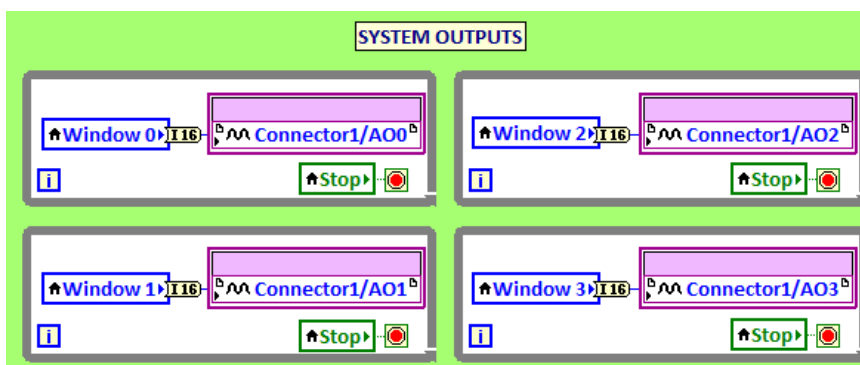 SYSTEM OUTPUTS
Window 0 I16 Connector1/AO0
i Stop
Window 2 I16 Connector1/AO2
i Stop
Window 1 I16 Connector1/AO1
i Stop
Window 3 I16 Connector1/AO3
i Stop